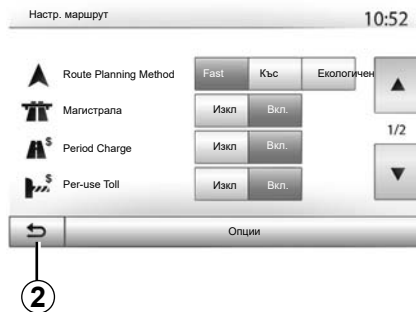 Настр. маршрут 10:52
Route Planning Method Fast Къс Екологичен
Магистрала Изкл Вкл.
1/2
$ Period Charge Изкл Вкл.
$ Per-use Toll Изкл Вкл.
Опции
2